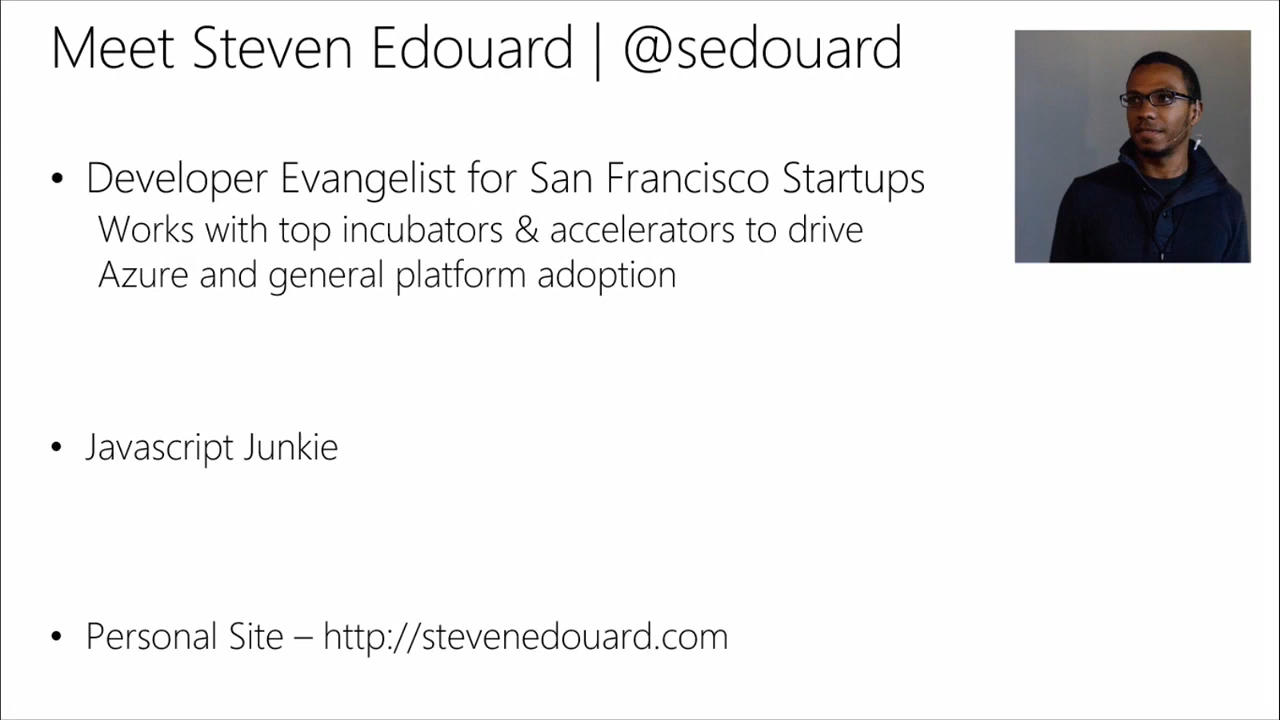 Meet Steven Edouard | @sedouard
• Developer Evangelist for San Francisco Startups
Works with top incubators & accelerators to drive
Azure and general platform adoption
• Javascript Junkie
• Personal Site – http://stevenedouard.com